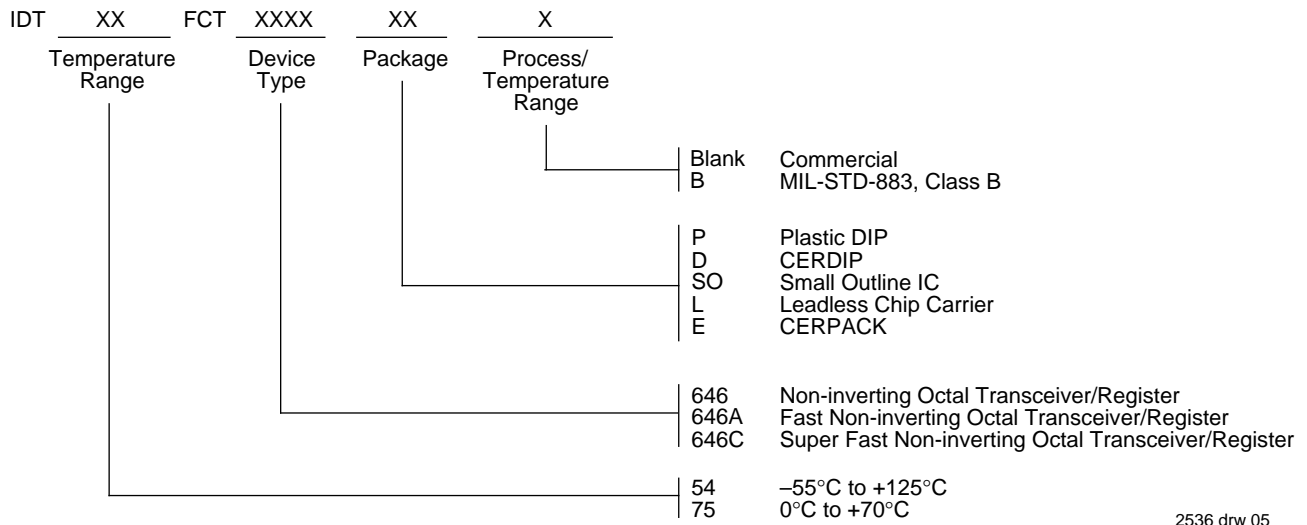 IDT XX FCT XXXX XX X
Temperature Range
Device Type
Package
Process/ Temperature Range
Blank Commercial
B MIL-STD-883, Class B
P Plastic DIP
D CERDIP
SO Small Outline IC
L Leadless Chip Carrier
E CERPACK
646 Non-inverting Octal Transceiver/Register
646A Fast Non-inverting Octal Transceiver/Register
646C Super Fast Non-inverting Octal Transceiver/Register
54 –55°C to +125°C
75 0°C to +70°C
2536 drw 05